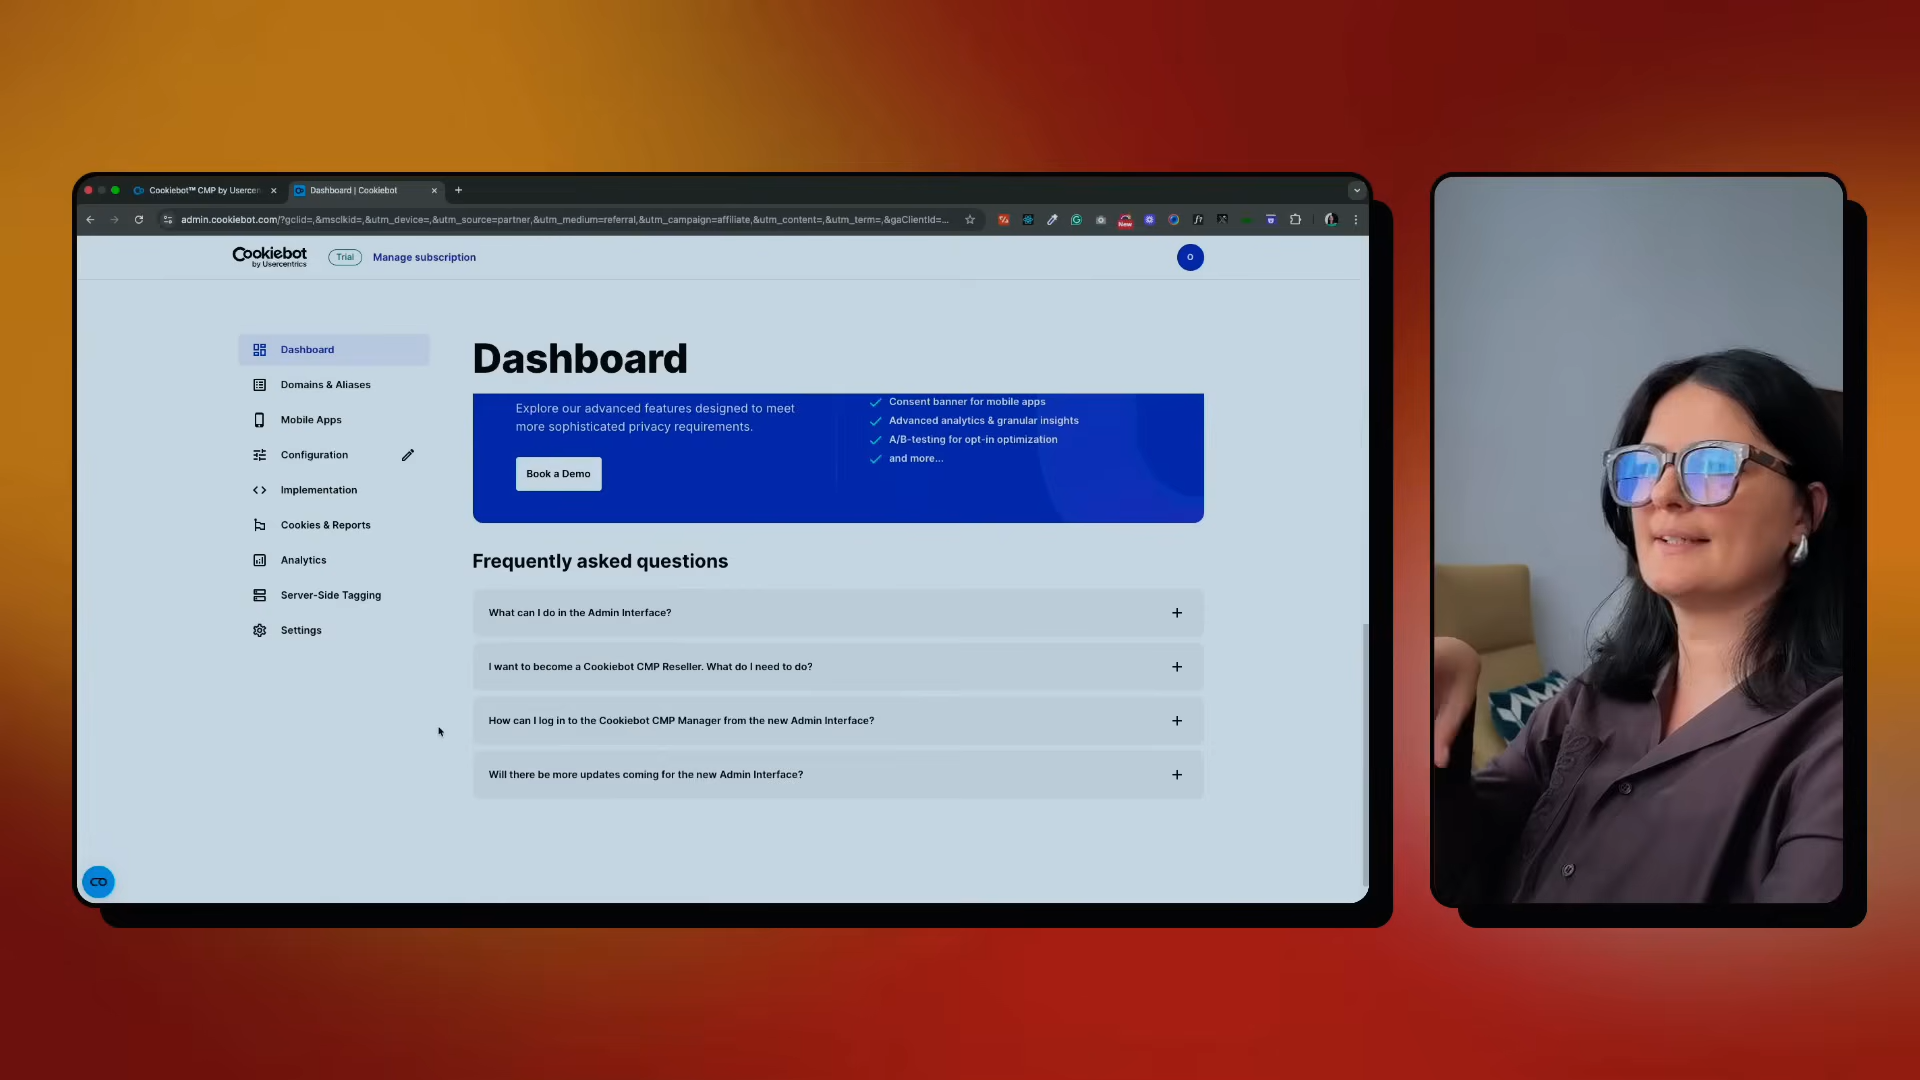 Cookiebot™ CMP by Usercen
Dashboard | Cookiebot
admin.cookiebot.com/?gclid=,&msclkid=,&utm_device=,&utm_source=partner,&utm_medium=referral,&utm_campaign=affiliate,&utm_content=,&utm_term=,&gaClientId=...
New
Cookiebot
by Usercentrics
Trial
Manage subscription
O
Dashboard
Domains & Aliases
Mobile Apps
Configuration
Implementation
Cookies & Reports
Analytics
Server-Side Tagging
Settings
Dashboard
Explore our advanced features designed to meet
more sophisticated privacy requirements.
Book a Demo
Consent banner for mobile apps
Advanced analytics & granular insights
A/B-testing for opt-in optimization
and more...
Frequently asked questions
What can I do in the Admin Interface?
I want to become a Cookiebot CMP Reseller. What do I need to do?
How can I log in to the Cookiebot CMP Manager from the new Admin Interface?
Will there be more updates coming for the new Admin Interface?